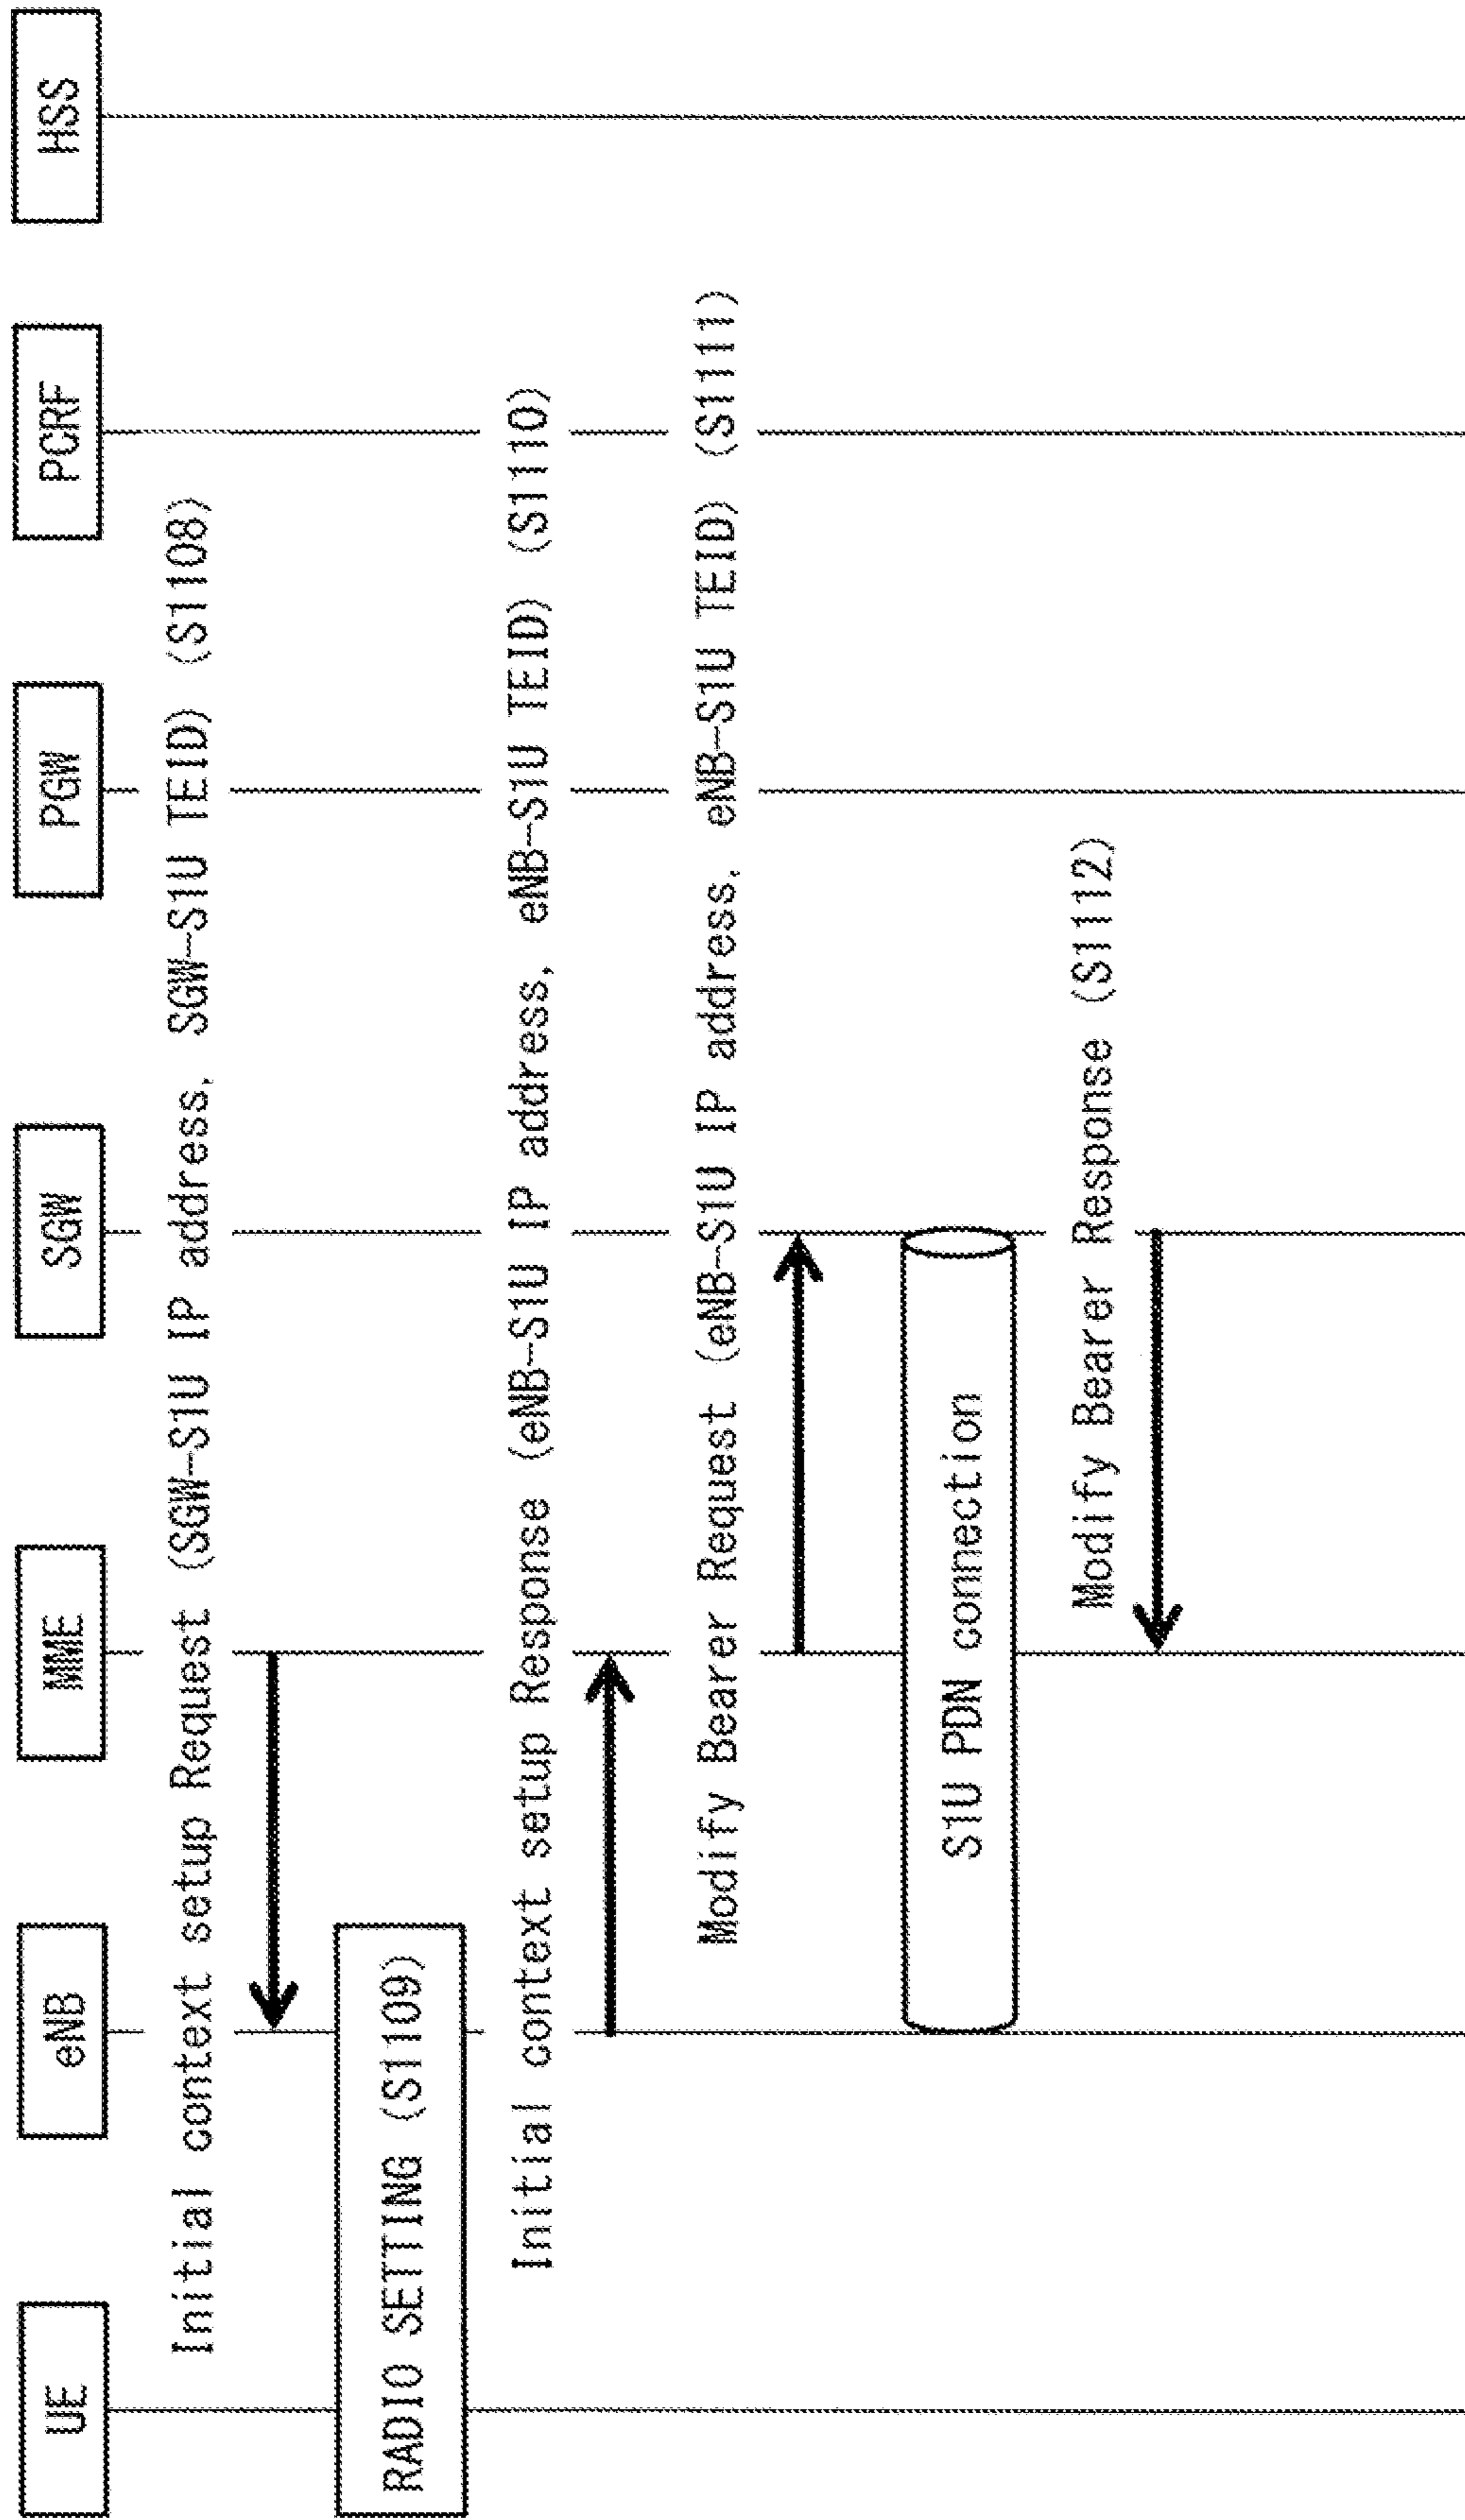 UE
eNB
MME
SGW
PGW
PCRF
HSS
Initial context setup Request (SGW-S1U IP address, SGW-S1U TEID) (S1108)
RADIO SETTING (S1109)
Initial context setup Response (eNB-S1U IP address, eNB-S1U TEID) (S1110)
Modify Bearer Request (eNB-S1U IP address, eNB-S1U TEID) (S1111)
S1U PDN connection
Modify Bearer Response (S1112)